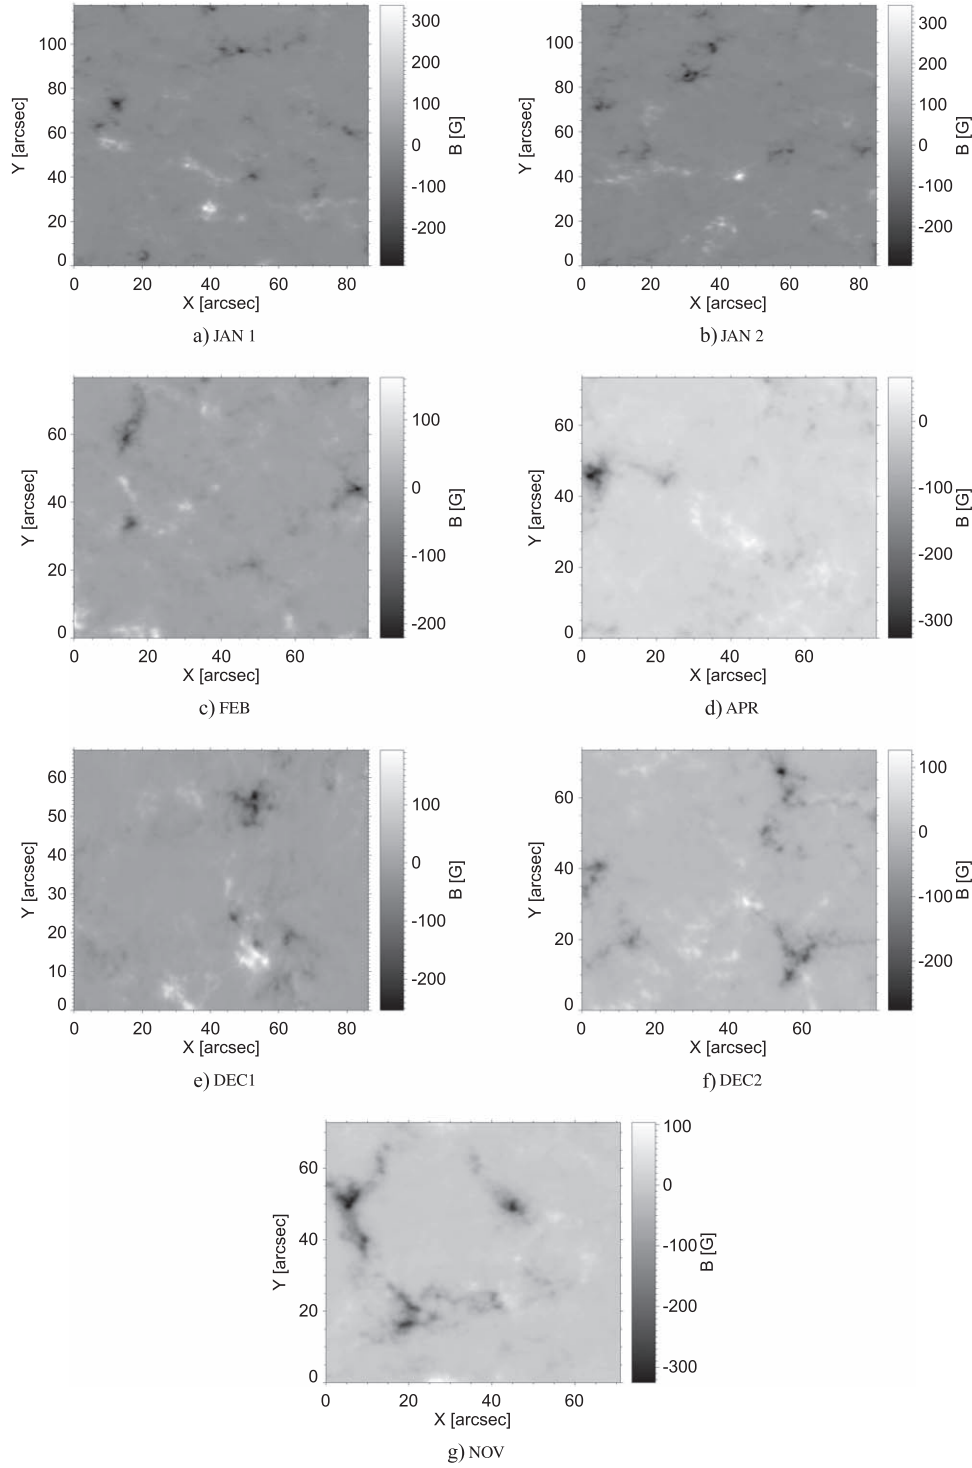 100
80
60
40
20
0
Y [arcsec]
0 20 40 60 80
X [arcsec]
300
200
100
0
-100
-200
B [G]
a) JAN 1
100
80
60
40
20
0
Y [arcsec]
0 20 40 60 80
X [arcsec]
300
200
100
0
-100
-200
B [G]
b) JAN 2
60
40
20
0
Y [arcsec]
0 20 40 60
X [arcsec]
100
0
-100
-200
B [G]
c) FEB
60
40
20
0
Y [arcsec]
0 20 40 60
X [arcsec]
0
-100
-200
-300
B [G]
d) APR
60
50
40
30
20
10
0
Y [arcsec]
0 20 40 60 80
X [arcsec]
100
0
-100
-200
B [G]
e) DEC1
60
40
20
0
Y [arcsec]
0 20 40 60
X [arcsec]
100
0
-100
-200
B [G]
f) DEC2
60
40
20
0
Y [arcsec]
0 20 40 60
X [arcsec]
100
0
-100
-200
-300
B [G]
g) NOV